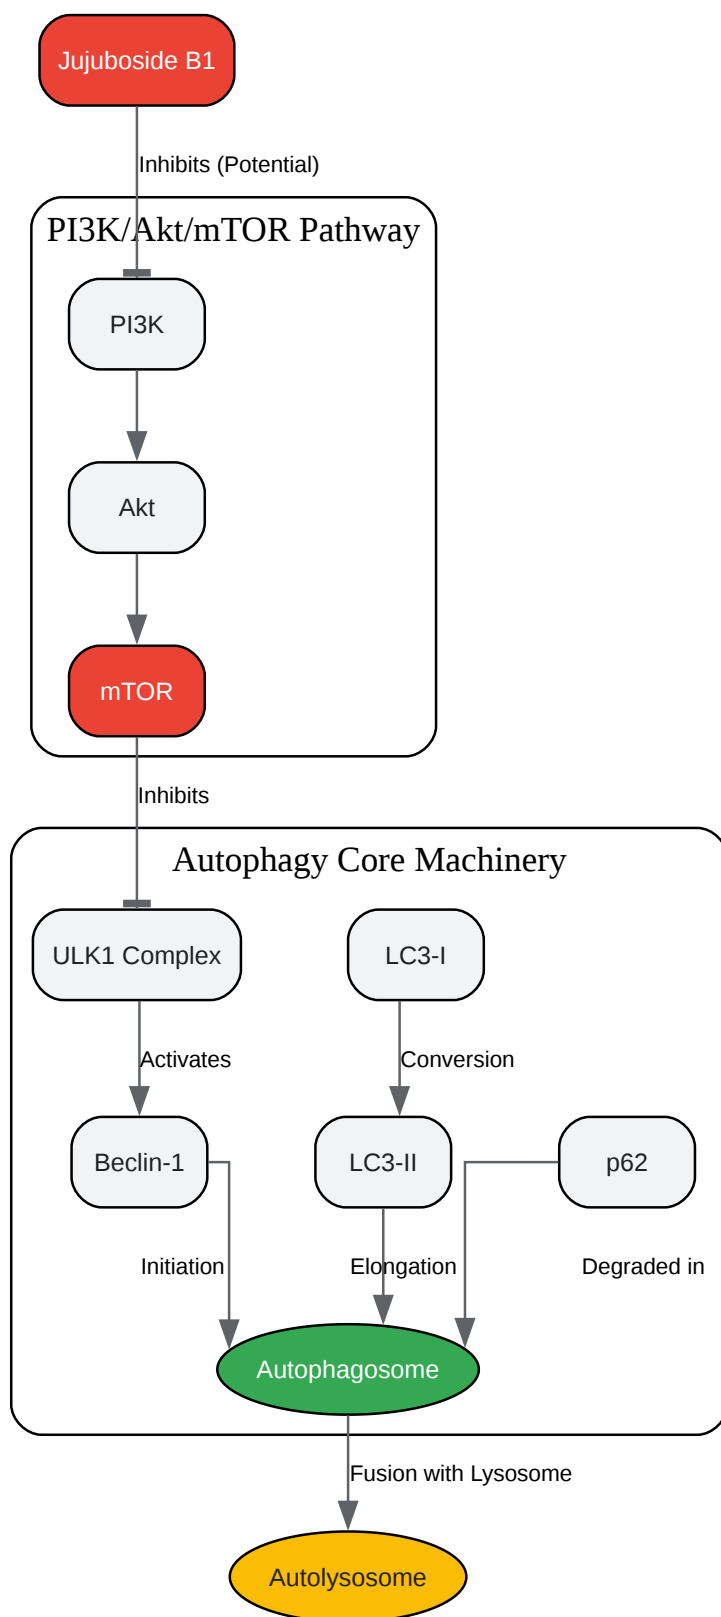 Jujuboside B1
Inhibits (Potential)
PI3K/Akt/mTOR Pathway
PI3K
Akt
mTOR
Inhibits
Autophagy Core Machinery
ULK1 Complex
LC3-I
Activates
Conversion
Beclin-1
LC3-II
p62
Initiation
Elongation
Degraded in
Autophagosome
Fusion with Lysosome
Autolysosome